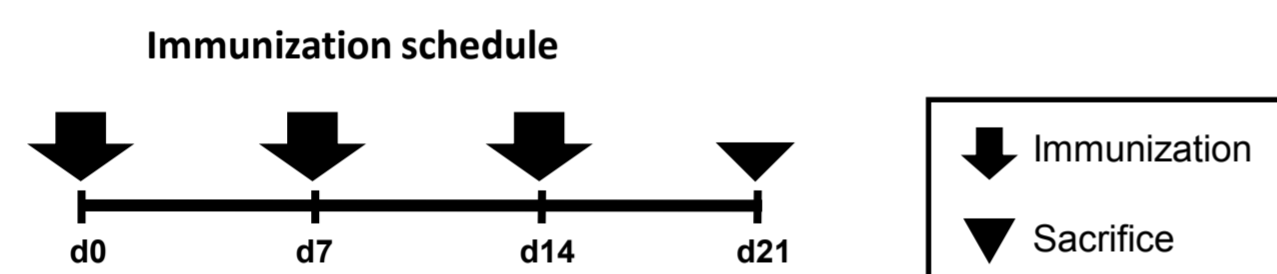 Immunization schedule
d0 d7 d14 d21
Immunization
Sacrifice